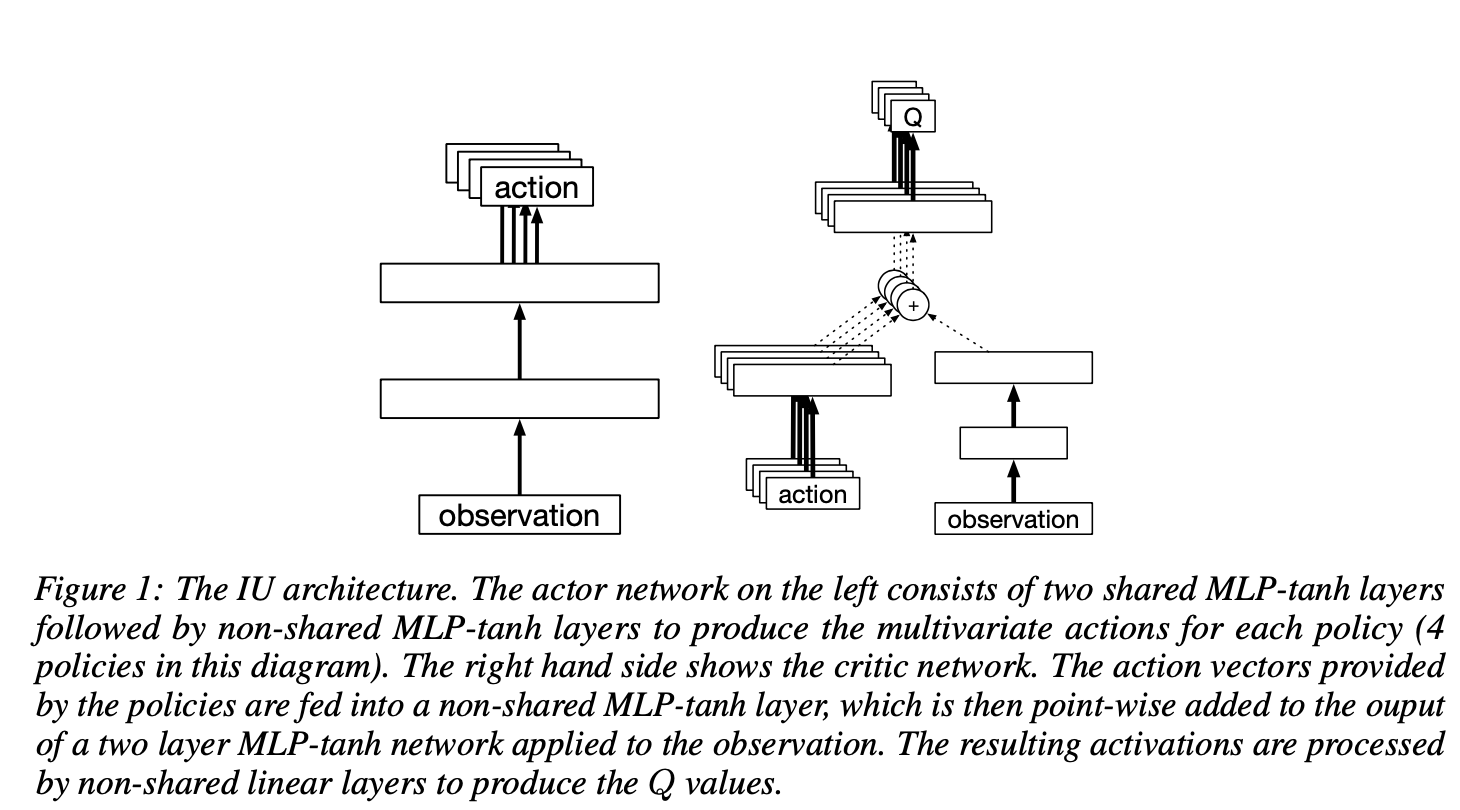 Q
action
+
action
observation
observation
Figure 1: The IU architecture. The actor network on the left consists of two shared MLP-tanh layers
followed by non-shared MLP-tanh layers to produce the multivariate actions for each policy (4
policies in this diagram). The right hand side shows the critic network. The action vectors provided
by the policies are fed into a non-shared MLP-tanh layer, which is then point-wise added to the ouput
of a two layer MLP-tanh network applied to the observation. The resulting activations are processed
by non-shared linear layers to produce the Q values.